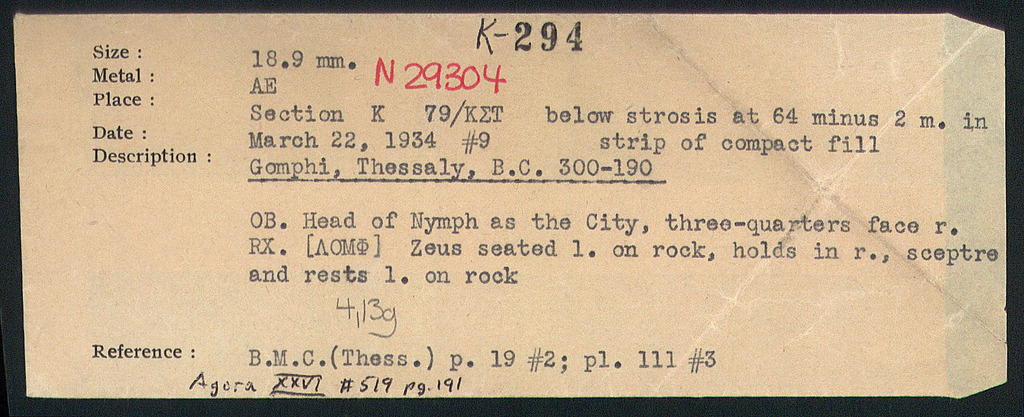 K-294
Size : 18.9 mm. N 29304
Metal : AE
Place : Section K 79/ΚΣΤ below strosis at 64 minus 2 m. in
Date : March 22, 1934 #9 strip of compact fill
Description : Gomphi, Thessaly, B.C. 300-190
OB. Head of Nymph as the City, three-quarters face r.
RX. [ΛΟΜΦ] Zeus seated l. on rock, holds in r., sceptre
and rests l. on rock
4,13g
Reference : B.M.C.(Thess.) p. 19 #2; pl. 111 #3
Agora XXVI #519 pg. 191